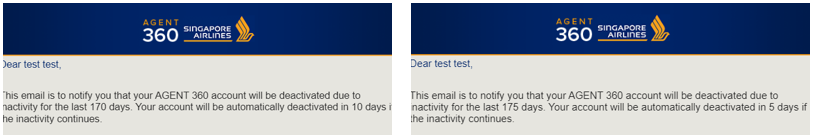 AGENT
360 SINGAPORE
AIRLINES
Dear test test,
This email is to notify you that your AGENT 360 account will be deactivated due to
inactivity for the last 170 days. Your account will be automatically deactivated in 10 days i
the inactivity continues.
AGENT
360 SINGAPORE
AIRLINES
Dear test test,
This email is to notify you that your AGENT 360 account will be deactivated due to
inactivity for the last 175 days. Your account will be automatically deactivated in 5 days if
the inactivity continues.